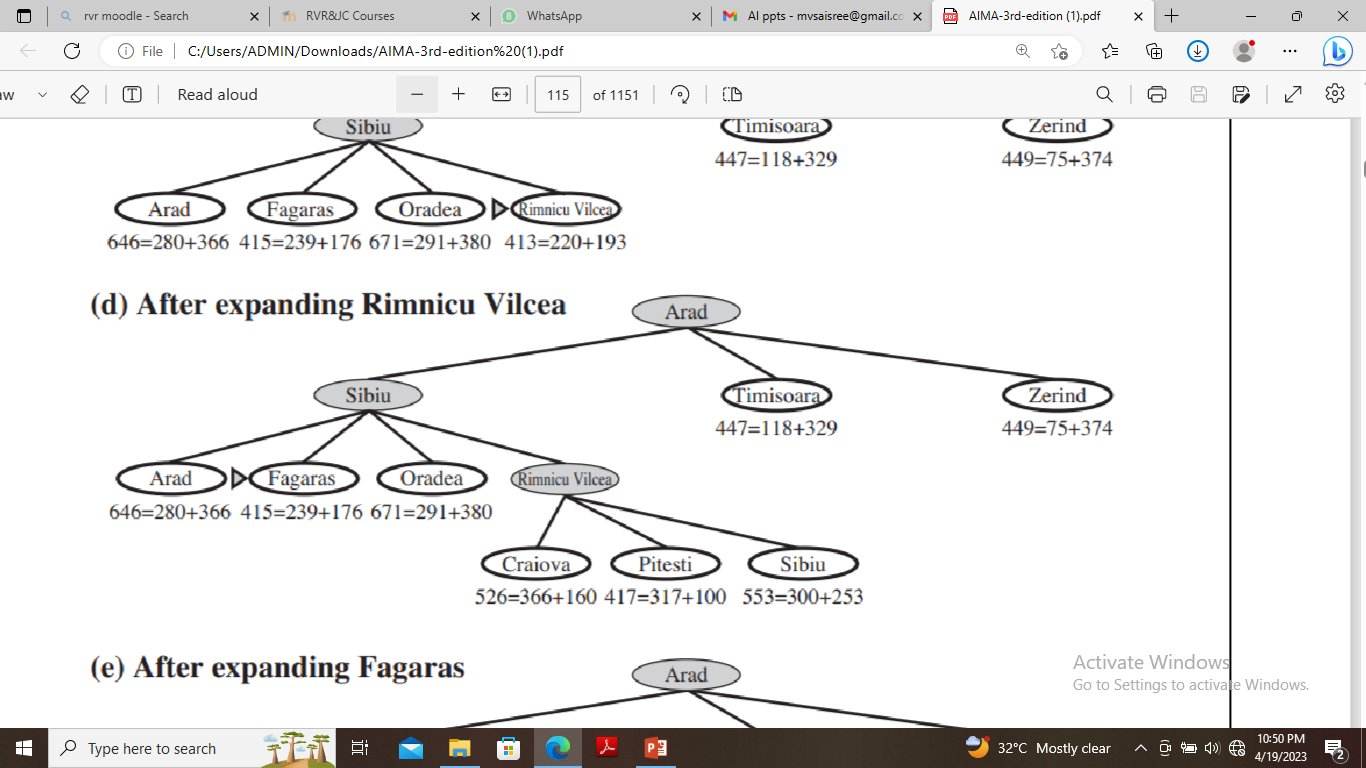 rvr moodle - Search
RVR&JC Courses
WhatsApp
AI ppts - mvsaisree@gmail.co
AIMA-3rd-edition (1).pdf
File C:/Users/ADMIN/Downloads/AIMA-3rd-edition%20(1).pdf
aw Read aloud 115 of 1151
Sibiu Timisoara Zerind
447=118+329 449=75+374
Arad Fagaras Oradea Rimnicu Vilcea
646=280+366 415=239+176 671=291+380 413=220+193
(d) After expanding Rimnicu Vilcea
Arad
Sibiu Timisoara Zerind
447=118+329 449=75+374
Arad Fagaras Oradea Rimnicu Vilcea
646=280+366 415=239+176 671=291+380
Craiova Pitesti Sibiu
526=366+160 417=317+100 553=300+253
(e) After expanding Fagaras
Arad
Activate Windows
Go to Settings to activate Windows.
Type here to search
32°C Mostly clear
10:50 PM
4/19/2023
2